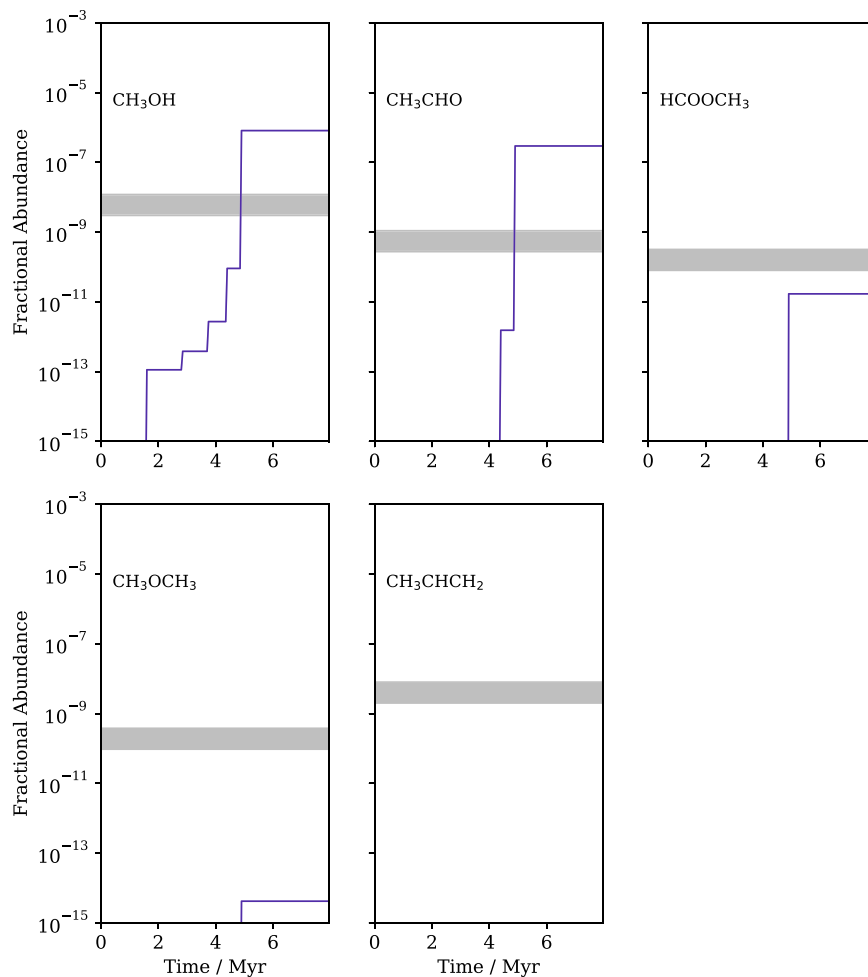 Fractional Abundance
10⁻³
10⁻⁵
10⁻⁷
10⁻⁹
10⁻¹¹
10⁻¹³
10⁻¹⁵
CH₃OH
0 2 4 6
CH₃CHO
0 2 4 6
HCOOCH₃
0 2 4 6
Fractional Abundance
10⁻³
10⁻⁵
10⁻⁷
10⁻⁹
10⁻¹¹
10⁻¹³
10⁻¹⁵
CH₃OCH₃
0 2 4 6
Time / Myr
CH₃CHCH₂
0 2 4 6
Time / Myr